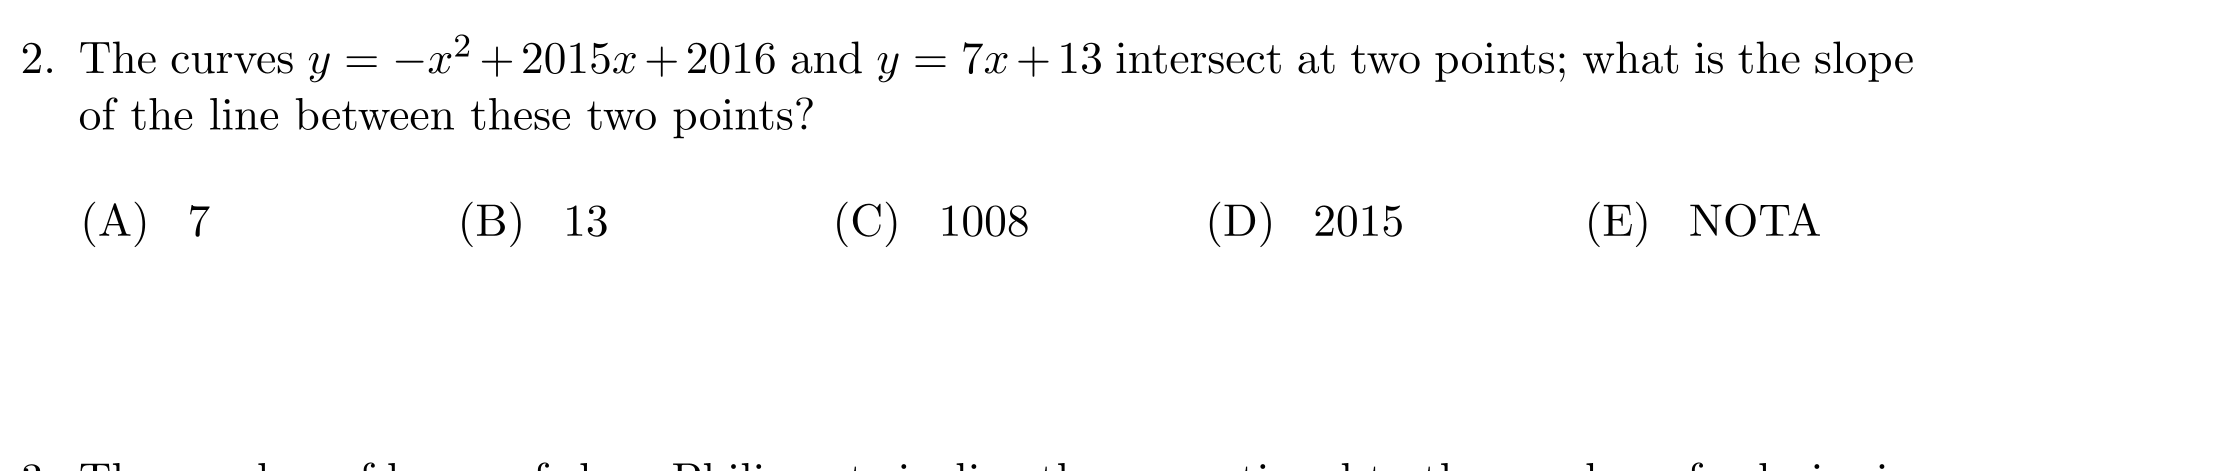 2. The curves y = −x² + 2015x + 2016 and y = 7x + 13 intersect at two points; what is the slope
of the line between these two points?
(A) 7 (B) 13 (C) 1008 (D) 2015 (E) NOTA